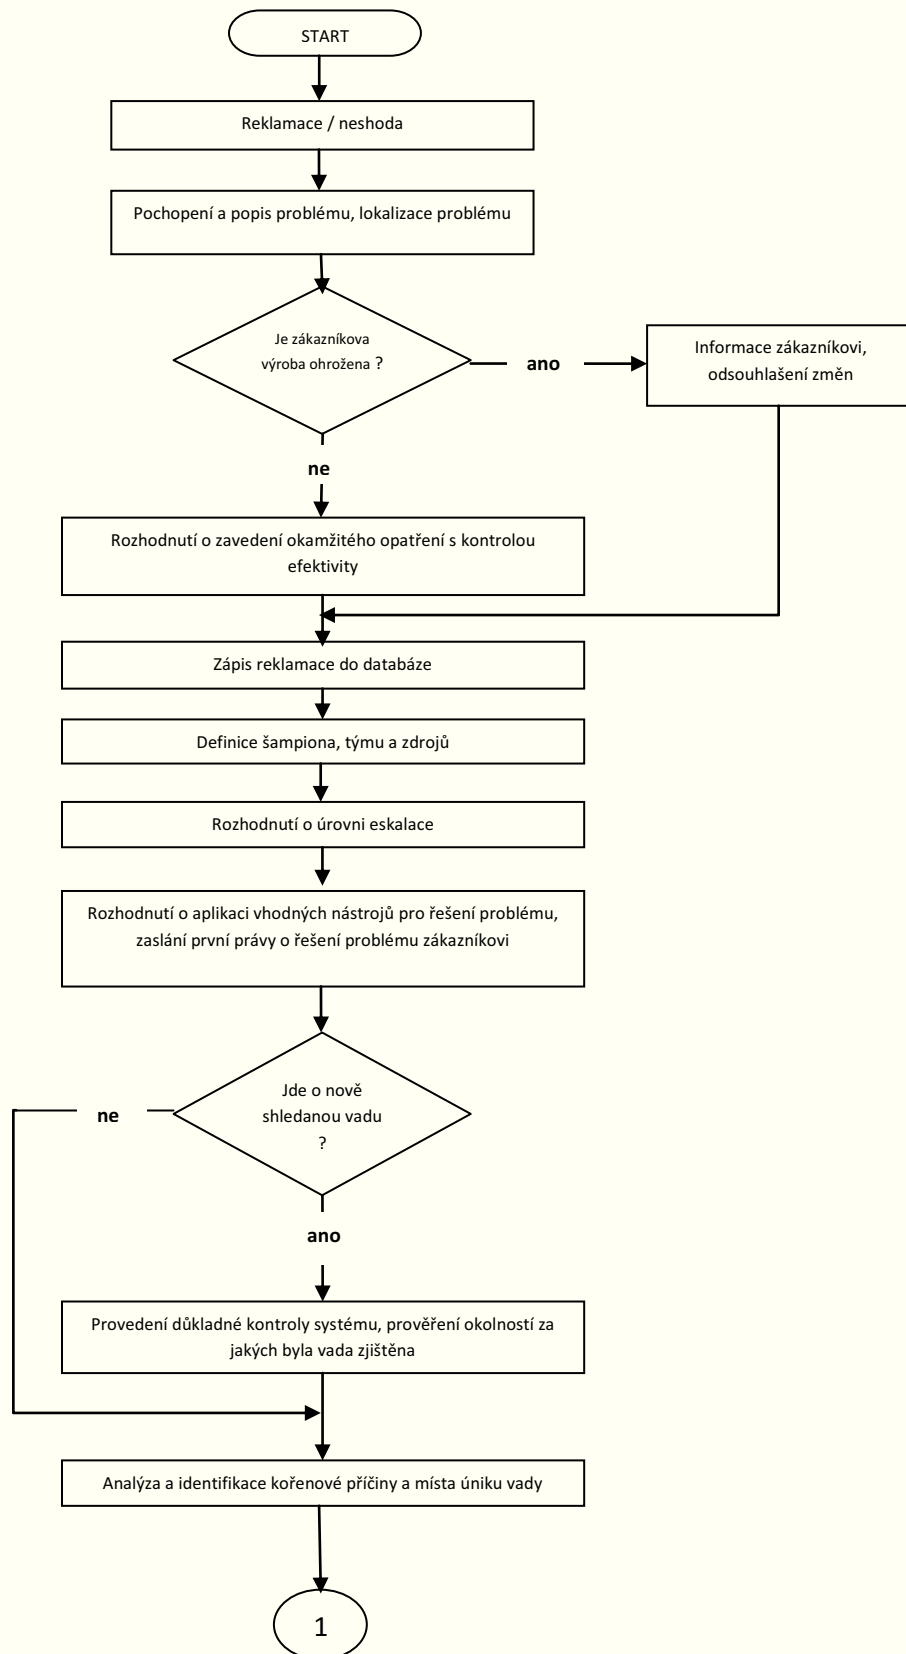 START
Reklamace / neshoda
Pochopení a popis problému, lokalizace problému
Je zákazníkova
výroba ohrožena ?
ano
Informace zákazníkovi,
odsouhlašení změn
ne
Rozhodnutí o zavedení okamžitého opatření s kontrolou
efektivity
Zápis reklamace do databáze
Definice šampiona, týmu a zdrojů
Rozhodnutí o úrovni eskalace
Rozhodnutí o aplikaci vhodných nástrojů pro řešení problému,
zaslání první právy o řešení problému zákazníkovi
Jde o nově
shledanou vadu
?
ne
ano
Provedení důkladné kontroly systému, prověření okolností za
jakých byla vada zjištěna
Analýza a identifikace kořenové příčiny a místa úniku vady
1